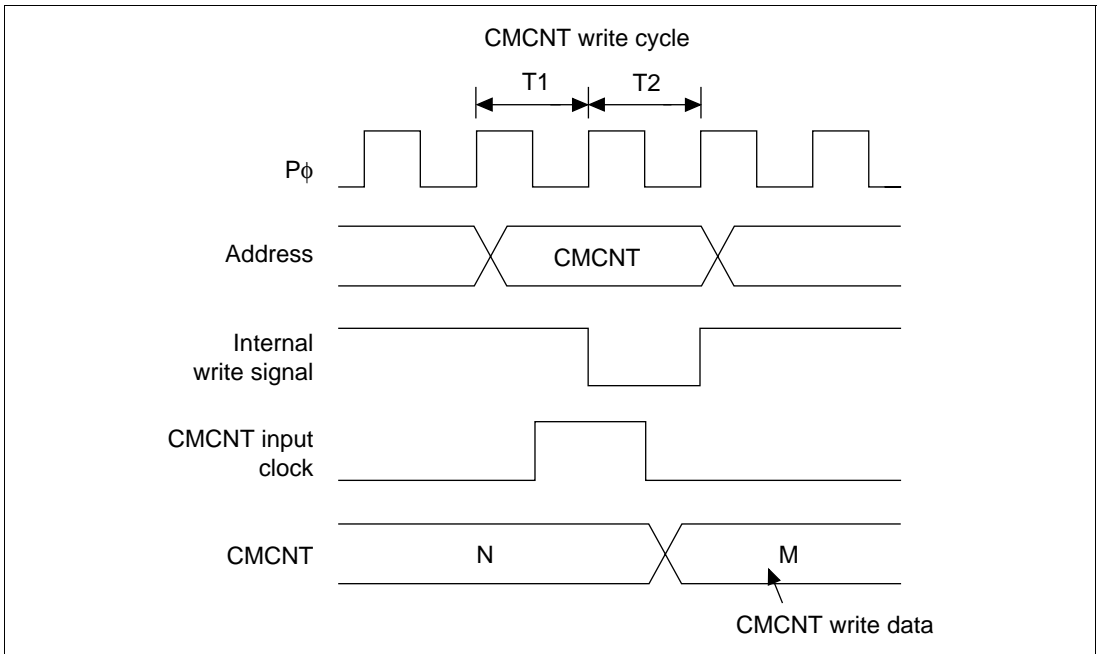 CMCNT write cycle
T1
T2
Pϕ
Address
CMCNT
Internal
write signal
CMCNT input
clock
CMCNT
N
M
CMCNT write data